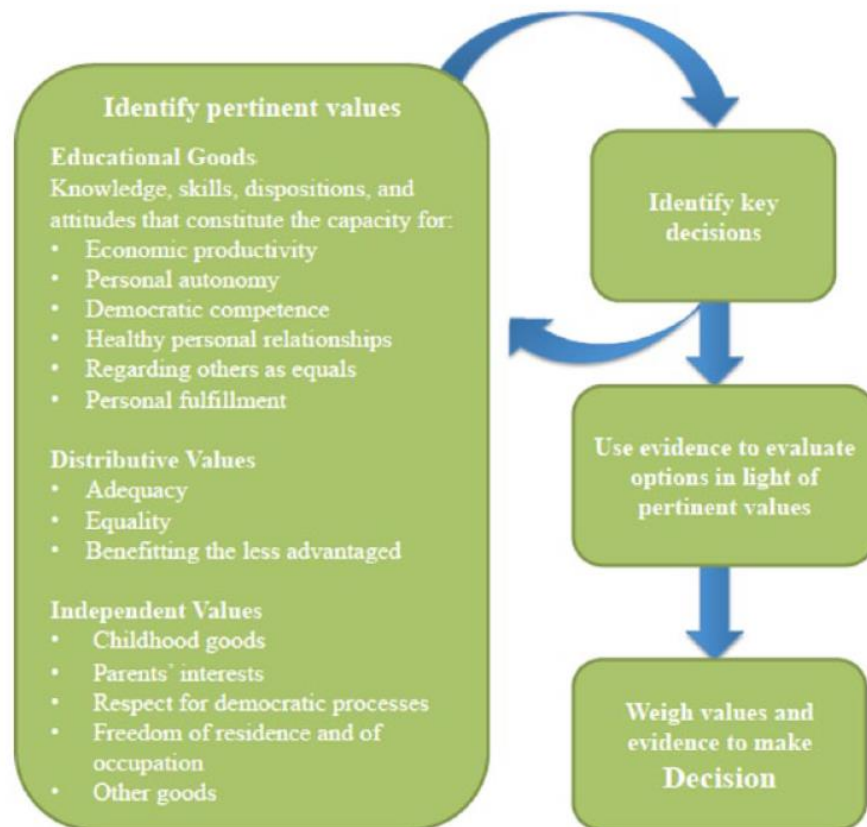 Identify pertinent values
Educational Goods
Knowledge, skills, dispositions, and
attitudes that constitute the capacity for:
• Economic productivity
• Personal autonomy
• Democratic competence
• Healthy personal relationships
• Regarding others as equals
• Personal fulfillment
Distributive Values
• Adequacy
• Equality
• Benefitting the less advantaged
Independent Values
• Childhood goods
• Parents' interests
• Respect for democratic processes
• Freedom of residence and of
occupation
• Other goods
Identify key
decisions
Use evidence to evaluate
options in light of
pertinent values
Weigh values and
evidence to make
Decision